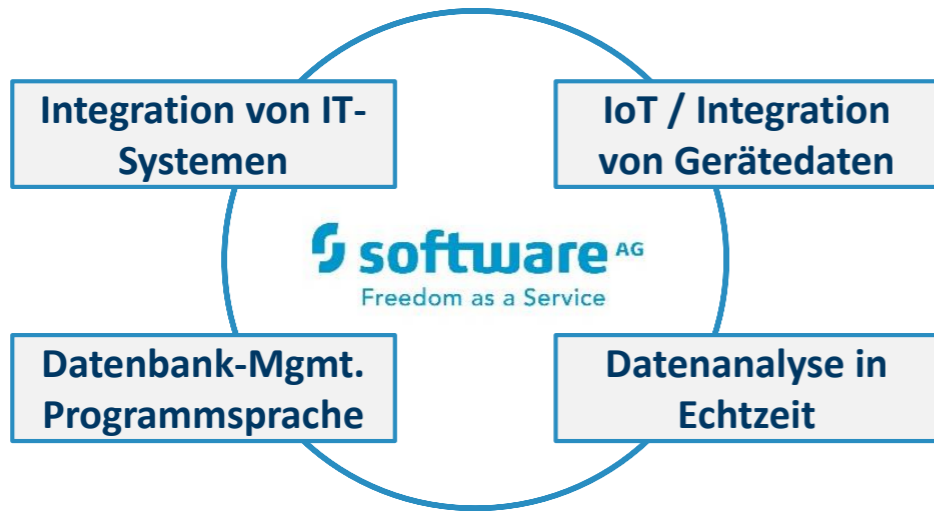 Integration von IT-
Systemen
IoT / Integration
von Gerätedaten
software AG
Freedom as a Service
Datenbank-Mgmt.
Programmsprache
Datenanalyse in
Echtzeit